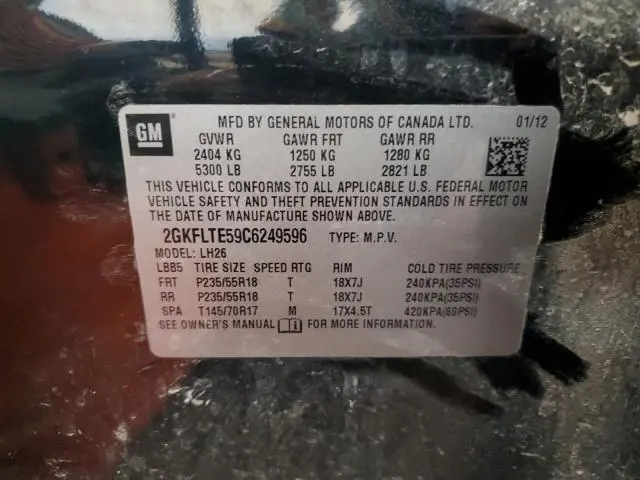 GM
MFD BY GENERAL MOTORS OF CANADA LTD. 01/12
GVWR GAWR FRT GAWR RR
2404 KG 1250 KG 1280 KG
5300 LB 2755 LB 2821 LB
THIS VEHICLE CONFORMS TO ALL APPLICABLE U.S. FEDERAL MOTOR
VEHICLE SAFETY AND THEFT PREVENTION STANDARDS IN EFFECT ON
THE DATE OF MANUFACTURE SHOWN ABOVE.
2GKFLTE59C6249596 TYPE: M.P.V.
MODEL: LH26
LBB5 TIRE SIZE SPEED RTG RIM COLD TIRE PRESSURE
FRT P235/55R18 T 18X7J 240KPA(35PSI)
RR P235/55R18 T 18X7J 240KPA(35PSI)
SPA T145/70R17 M 17X4.5T 420KPA(60PSI)
SEE OWNER'S MANUAL FOR MORE INFORMATION.